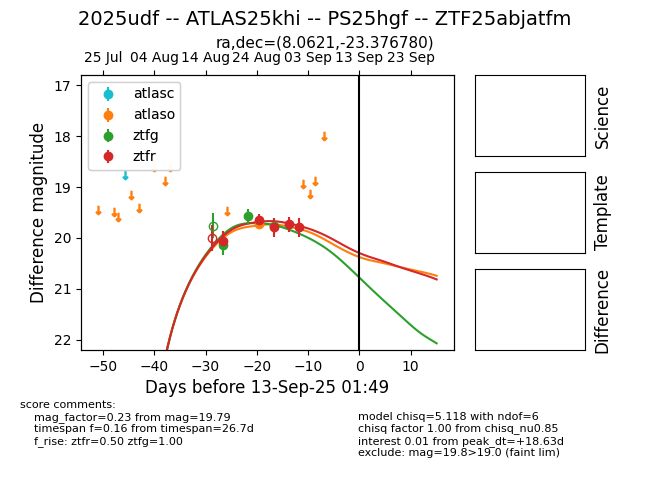 2025udf -- ATLAS25khi -- PS25hgf -- ZTF25abjatfm
ra,dec=(8.0621,-23.376780)
25 Jul 04 Aug 14 Aug 24 Aug 03 Sep 13 Sep 23 Sep
atlasc
atlaso
ztfg
ztfr
17
18
19
20
21
22
Difference magnitude
−50 −40 −30 −20 −10 0 10
Days before 13-Sep-25 01:49
Science
Template
Difference
score comments:
mag_factor=0.23 from mag=19.79
timespan f=0.16 from timespan=26.7d
f_rise: ztfr=0.50 ztfg=1.00
model chisq=5.118 with ndof=6
chisq factor 1.00 from chisq_nu0.85
interest 0.01 from peak_dt=+18.63d
exclude: mag=19.8>19.0 (faint lim)